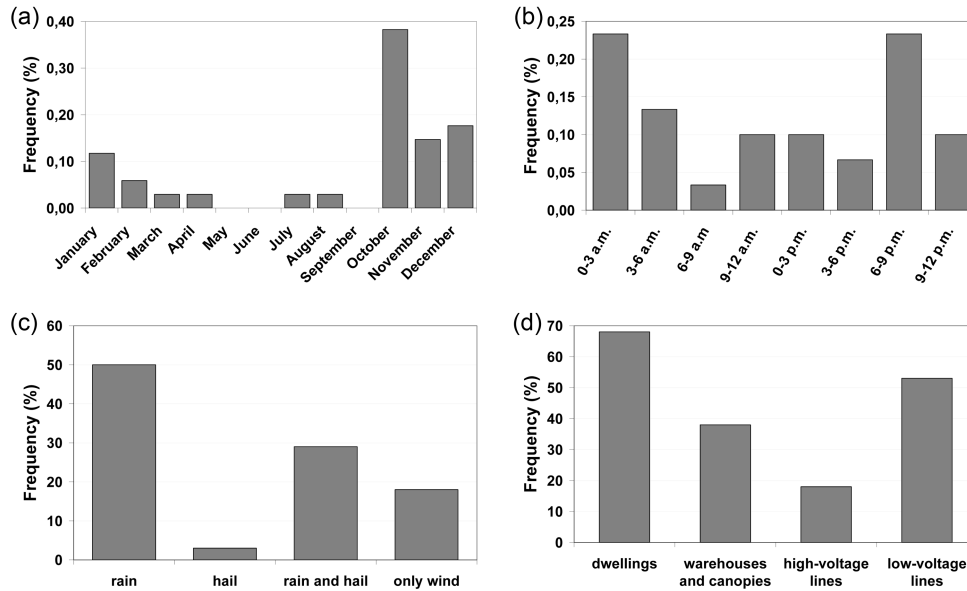 (a)
Frequency (%)
0,40
0,30
0,20
0,10
0,00
January
February
March
April
May
June
July
August
September
October
November
December
(b)
Frequency (%)
0,25
0,20
0,15
0,10
0,05
0,00
0-3 a.m.
3-6 a.m.
6-9 a.m
9-12 a.m.
0-3 p.m.
3-6 p.m.
6-9 p.m.
9-12 p.m.
(c)
Frequency (%)
60
50
40
30
20
10
0
rain
hail
rain and hail
only wind
(d)
Frequency (%)
70
60
50
40
30
20
10
0
dwellings
warehouses
and canopies
high-voltage
lines
low-voltage
lines